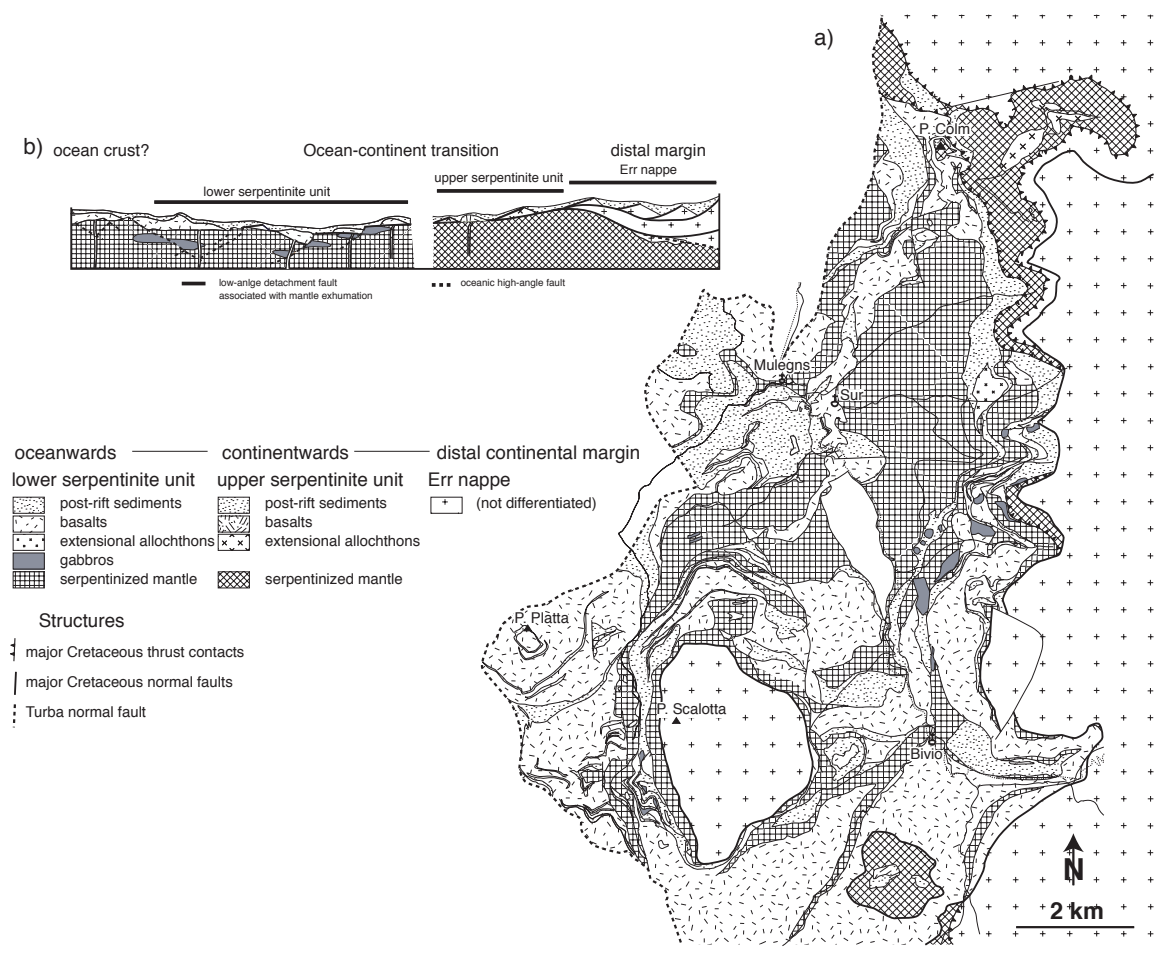 a)
P. Colm
b)
ocean crust?
Ocean-continent transition
distal margin
upper serpentinite unit
Err nappe
lower serpentinite unit
low-anlge detachment fault
associated with mantle exhumation
oceanic high-angle fault
Mulegns
Sur
oceanwards
continentwards
distal continental margin
lower serpentinite unit
upper serpentinite unit
Err nappe
post-rift sediments
post-rift sediments
(not differentiated)
basalts
basalts
extensional allochthons
extensional allochthons
gabbros
serpentinized mantle
serpentinized mantle
Structures
major Cretaceous thrust contacts
major Cretaceous normal faults
Turba normal fault
P. Platta
P. Scalotta
Bivio
N
2 km